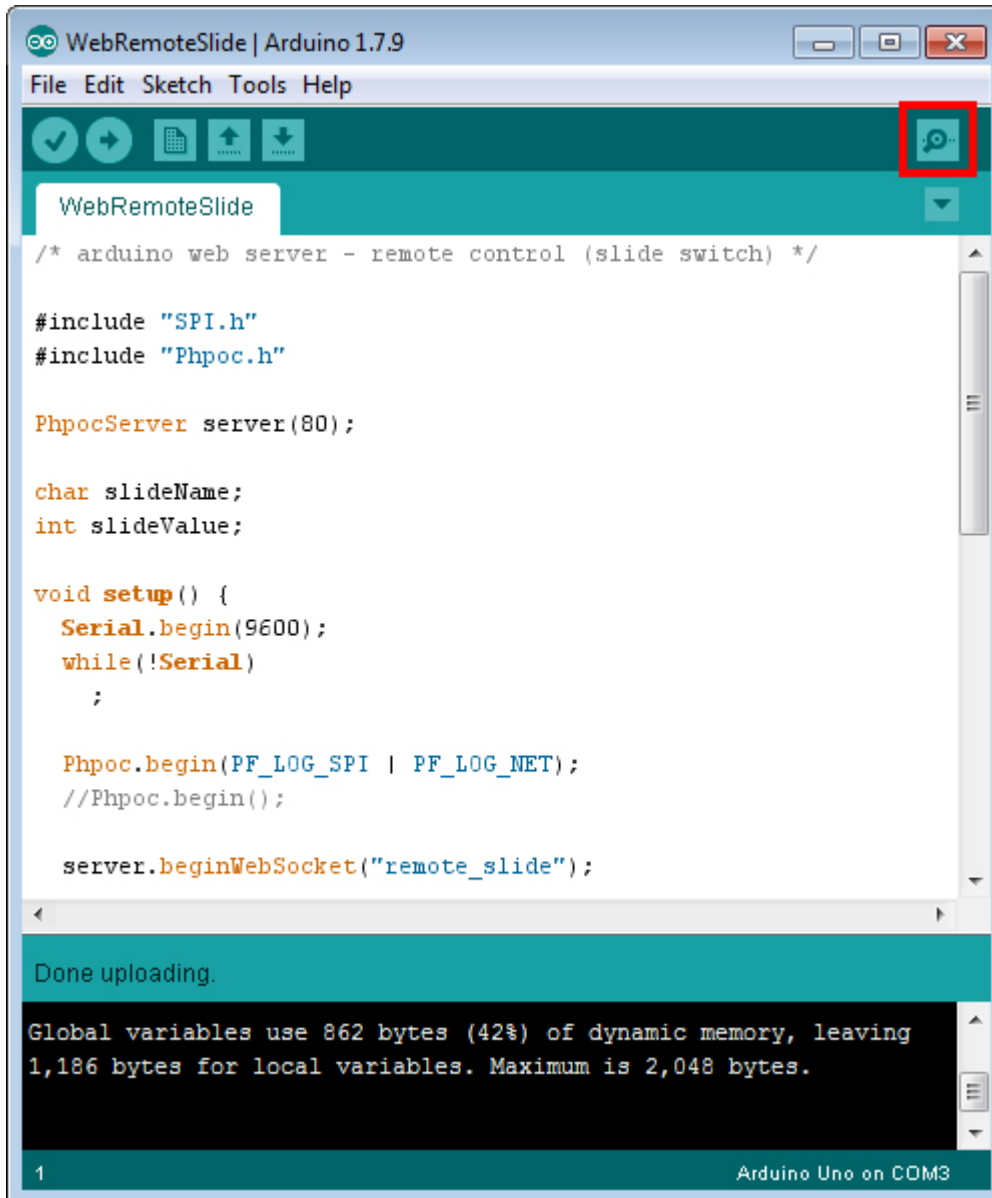 WebRemoteSlide | Arduino 1.7.9
File Edit Sketch Tools Help
WebRemoteSlide
/* arduino web server - remote control (slide switch) */
#include "SPI.h"
#include "Phpoc.h"
PhpocServer server(80);
char slideName;
int slideValue;
void setup() {
  Serial.begin(9600);
  while(!Serial)
    ;
  Phpoc.begin(PF_LOG_SPI | PF_LOG_NET);
  //Phpoc.begin();
  server.beginWebSocket("remote_slide");
Done uploading.
Global variables use 862 bytes (42%) of dynamic memory, leaving
1,186 bytes for local variables. Maximum is 2,048 bytes.
1 Arduino Uno on COM3